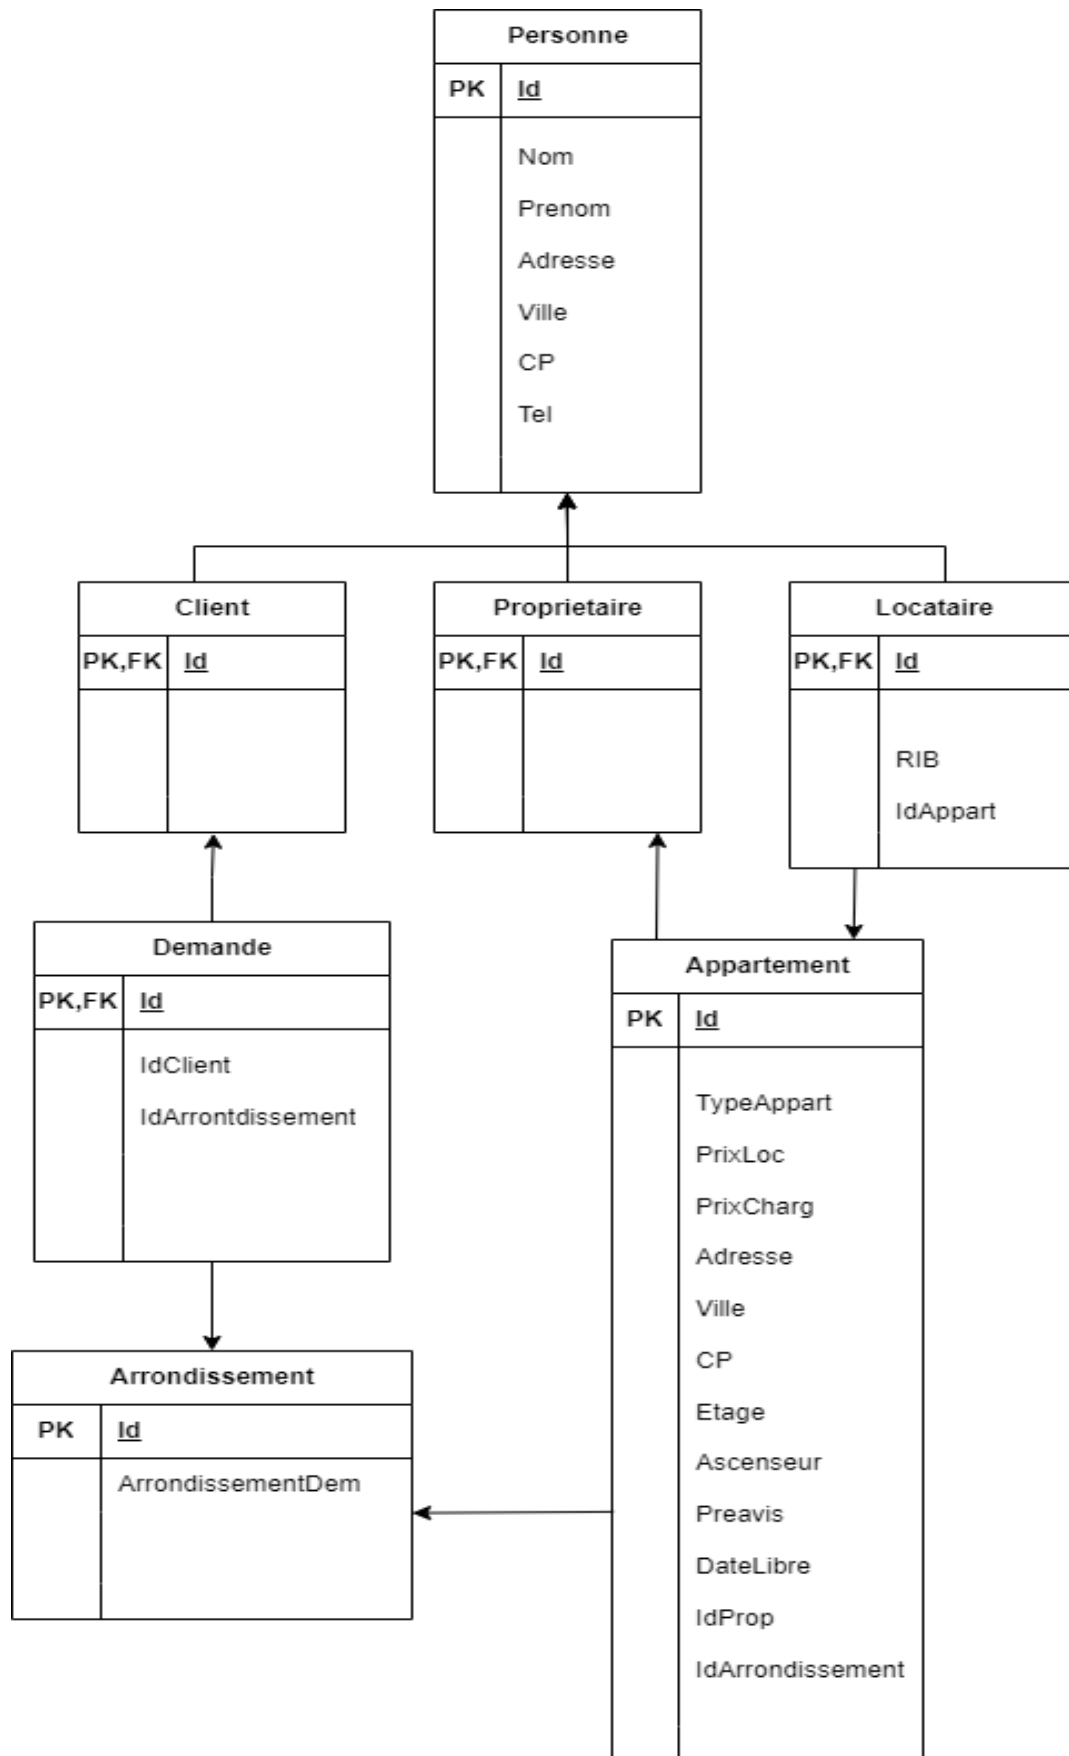 Personne
PK Id
Nom
Prenom
Adresse
Ville
CP
Tel
Client
PK,FK Id
Proprietaire
PK,FK Id
Locataire
PK,FK Id
RIB
IdAppart
Demande
PK,FK Id
IdClient
IdArrontdissement
Appartement
PK Id
TypeAppart
PrixLoc
PrixCharg
Adresse
Ville
CP
Etage
Ascenseur
Preavis
DateLibre
IdProp
IdArrondissement
Arrondissement
PK Id
ArrondissementDem